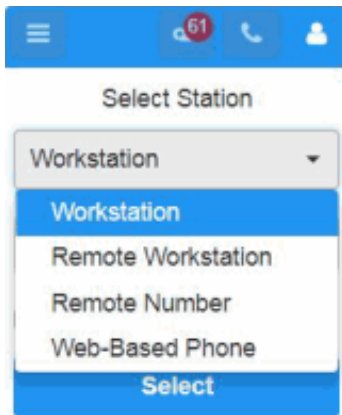 61
Select Station
Workstation
Workstation
Remote Workstation
Remote Number
Web-Based Phone
Select